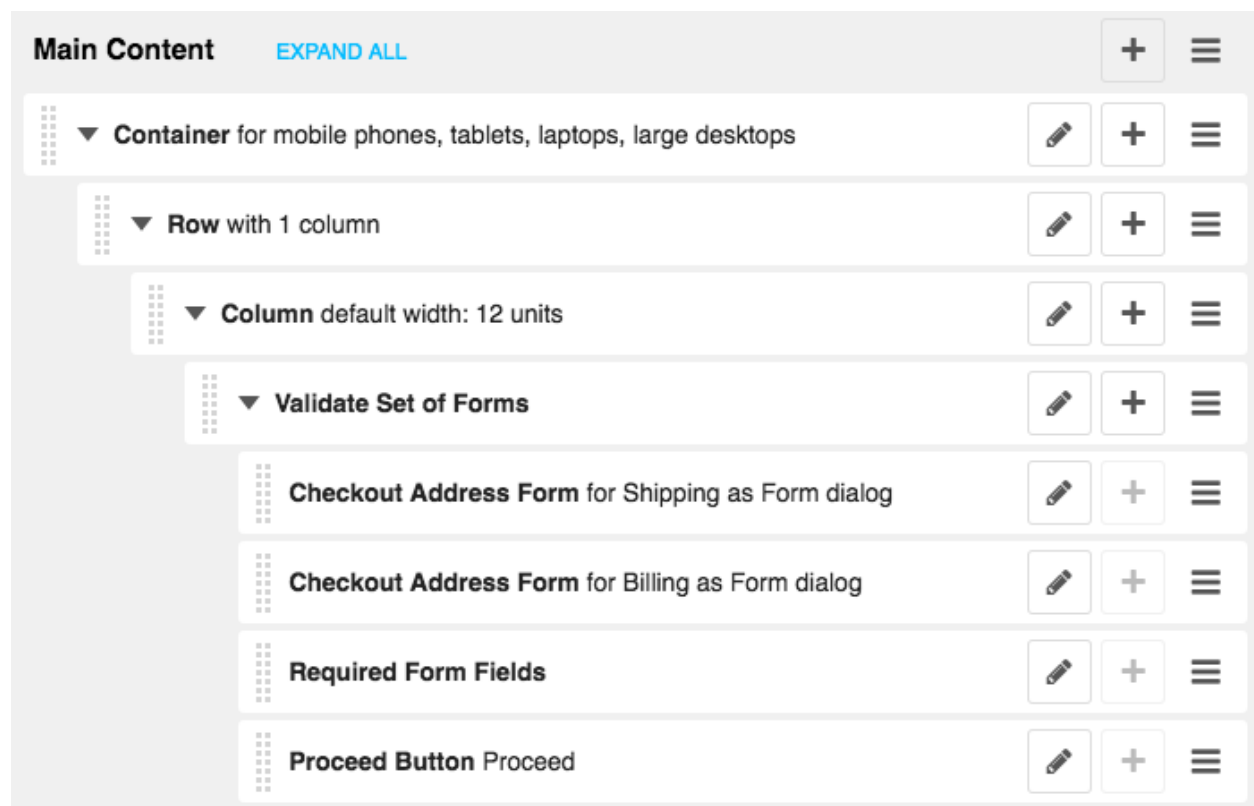 Main Content EXPAND ALL
Container for mobile phones, tablets, laptops, large desktops
Row with 1 column
Column default width: 12 units
Validate Set of Forms
Checkout Address Form for Shipping as Form dialog
Checkout Address Form for Billing as Form dialog
Required Form Fields
Proceed Button Proceed